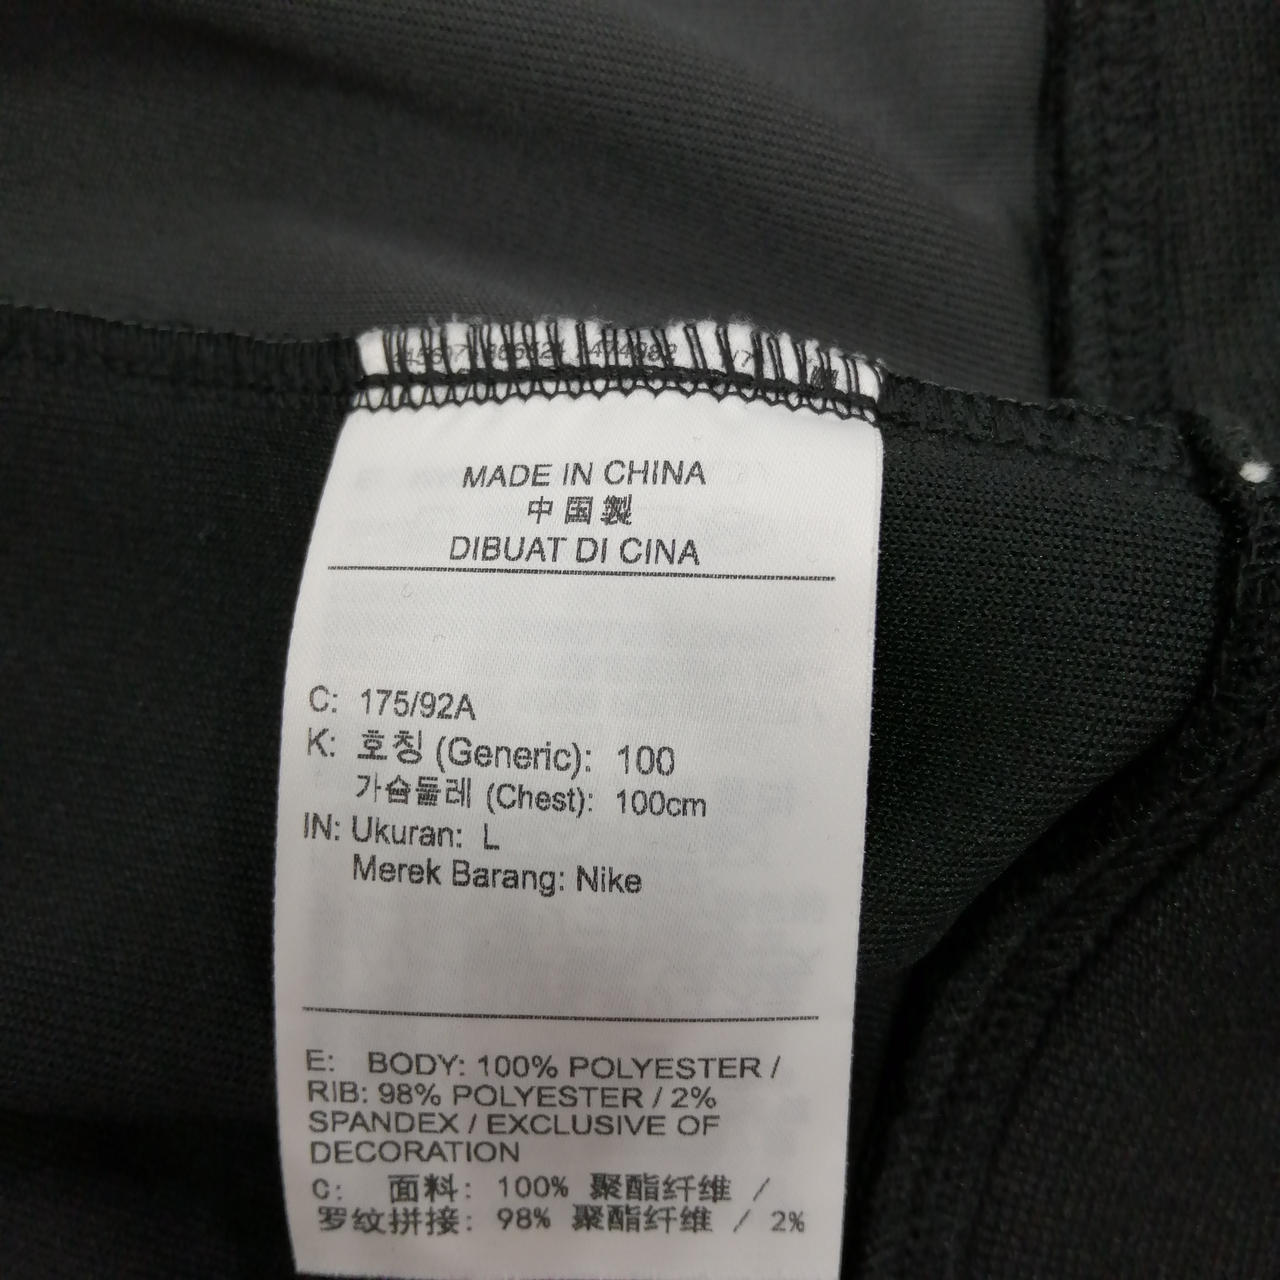 MADE IN CHINA
中国製
DIBUAT DI CINA
C: 175/92A
K: 호칭 (Generic): 100
가슴둘레 (Chest): 100cm
IN: Ukuran: L
Merek Barang: Nike
E: BODY: 100% POLYESTER /
RIB: 98% POLYESTER / 2%
SPANDEX / EXCLUSIVE OF
DECORATION
C: 面料: 100% 聚酯纤维 /
罗纹拼接: 98% 聚酯纤维 / 2%